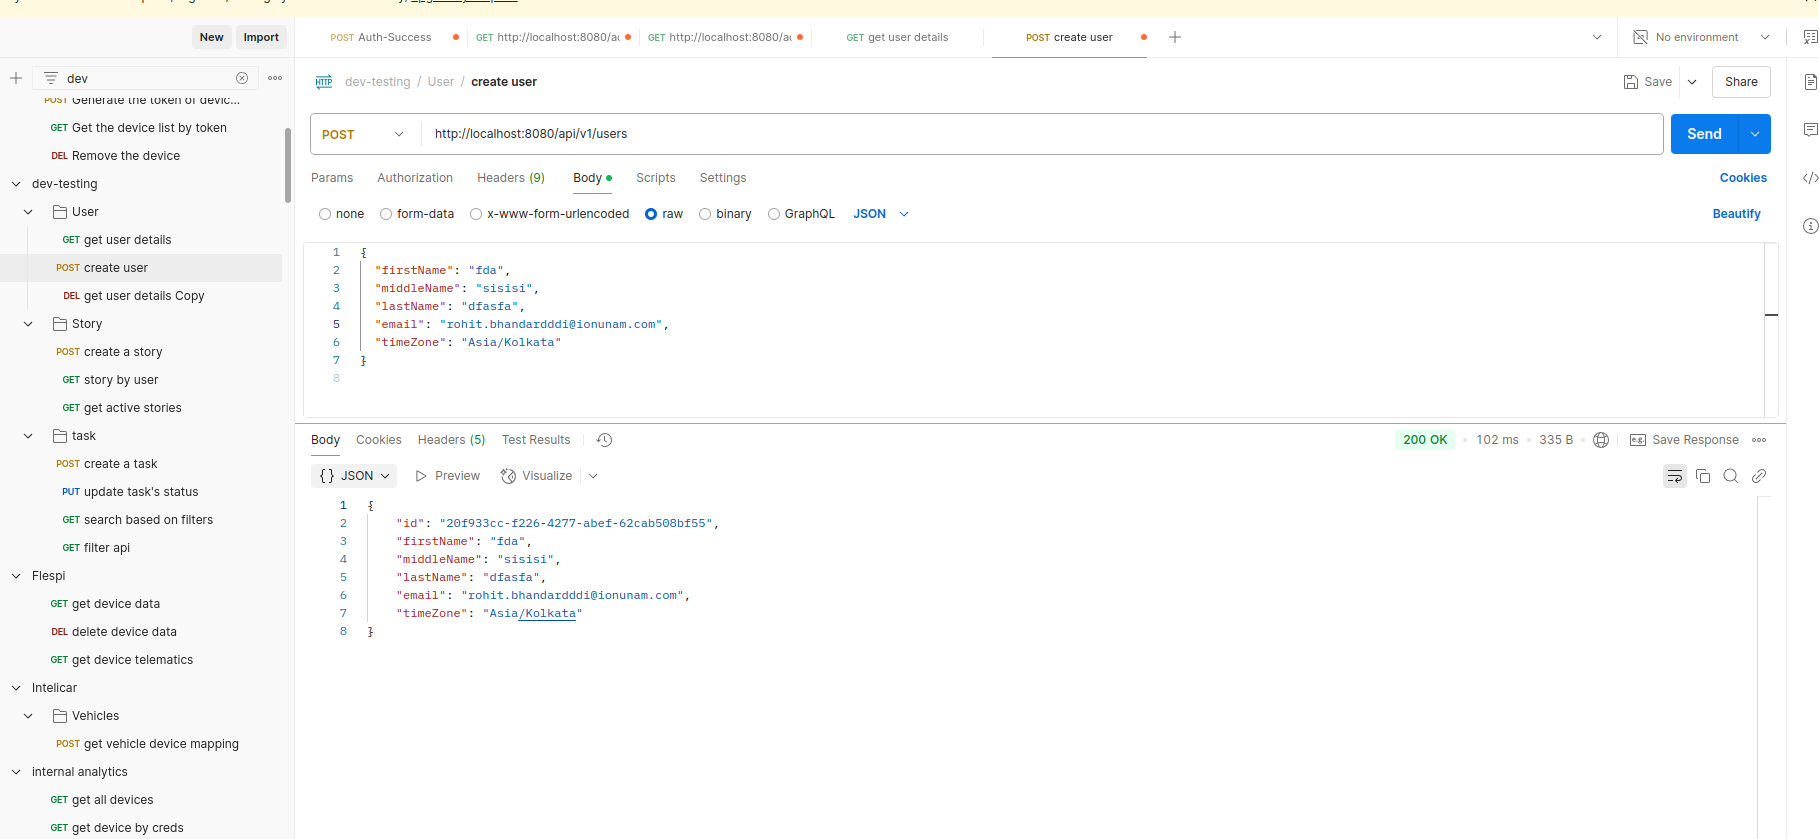 New
Import
POST Auth-Success
GET http://localhost:8080/ac
GET http://localhost:8080/ac
GET get user details
POST create user
No environment
dev
HTTP
dev-testing / User / create user
Save
Share
POST Generate the token of devic...
GET Get the device list by token
DEL Remove the device
dev-testing
User
GET get user details
POST create user
DEL get user details Copy
Story
POST create a story
GET story by user
GET get active stories
task
POST create a task
PUT update task's status
GET search based on filters
GET filter api
Flespi
GET get device data
DEL delete device data
GET get device telematics
Intelicar
Vehicles
POST get vehicle device mapping
internal analytics
GET get all devices
GET get device by creds
POST
http://localhost:8080/api/v1/users
Send
Params Authorization Headers (9) Body Scripts Settings
Cookies
none form-data x-www-form-urlencoded raw binary GraphQL JSON
Beautify
1 {
2 "firstName": "fda",
3 "middleName": "sisisi",
4 "lastName": "dfasfa",
5 "email": "rohit.bhandardddi@ionunam.com",
6 "timeZone": "Asia/Kolkata"
7 }
8
Body Cookies Headers (5) Test Results
200 OK • 102 ms • 335 B • e.g. Save Response
{} JSON Preview Visualize
1 {
2 "id": "20f933cc-f226-4277-abef-62cab508bf55",
3 "firstName": "fda",
4 "middleName": "sisisi",
5 "lastName": "dfasfa",
6 "email": "rohit.bhandardddi@ionunam.com",
7 "timeZone": "Asia/Kolkata"
8 }